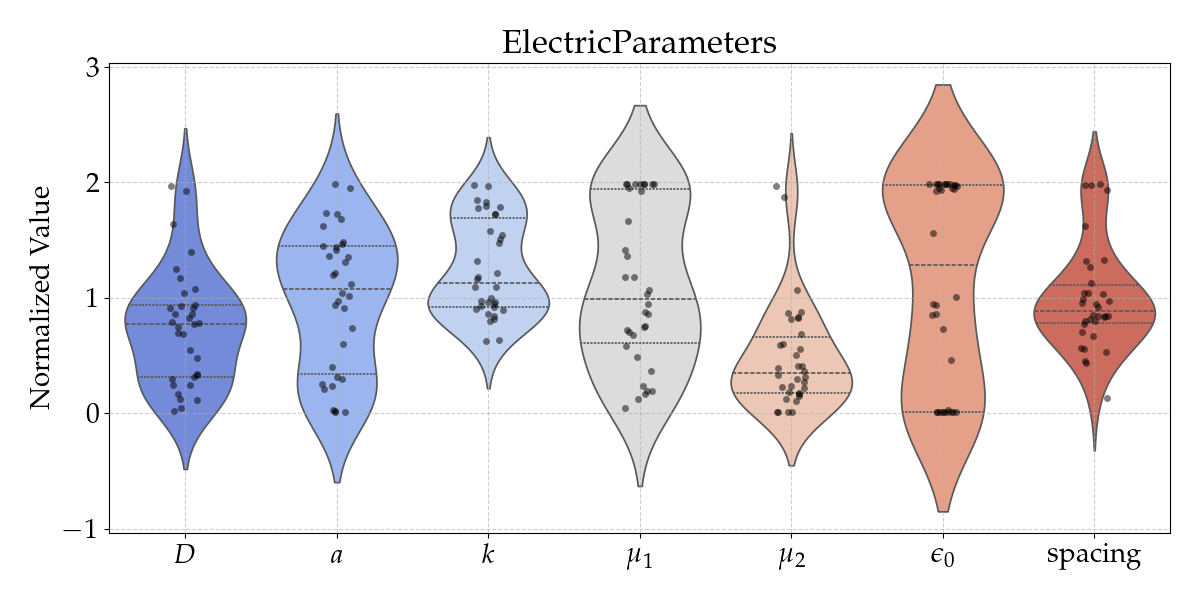 ElectricParameters
Normalized Value
3
2
1
0
−1
D a k μ₁ μ₂ ϵ₀ spacing